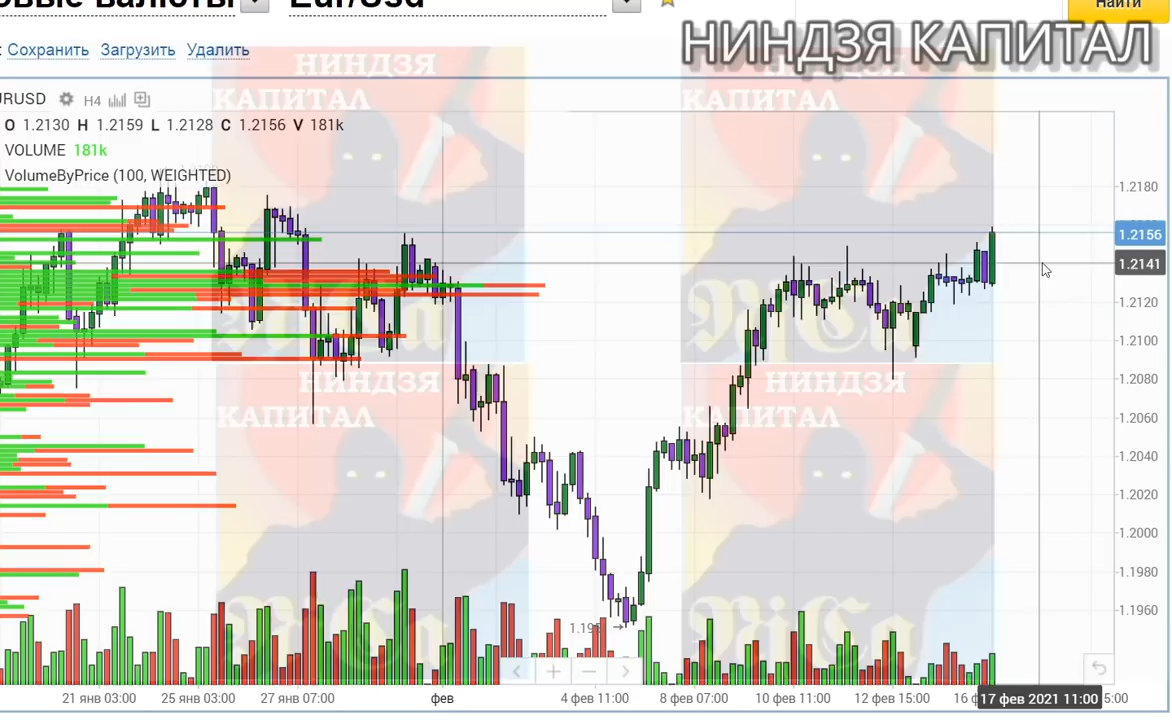 Eur/Usd
Найти
: Сохранить Загрузить Удалить
НИНДЗЯ КАПИТАЛ
НИНДЗЯ
КАПИТАЛ
КАПИТАЛ
RUSD H4
O 1.2130 H 1.2159 L 1.2128 C 1.2156 V 181k
VOLUME 181k
VolumeByPrice (100, WEIGHTED)
1.2180
1.2156
1.2141
1.2120
1.2100
1.2080
НИНДЗЯ
КАПИТАЛ
НИНДЗЯ
КАПИТАЛ
1.2060
1.2040
1.2020
1.2000
1.1980
1.1960
21 янв 03:00 25 янв 03:00 27 янв 07:00 фев 4 фев 11:00 8 фев 07:00 10 фев 11:00 12 фев 15:00 17 фев 2021 11:00